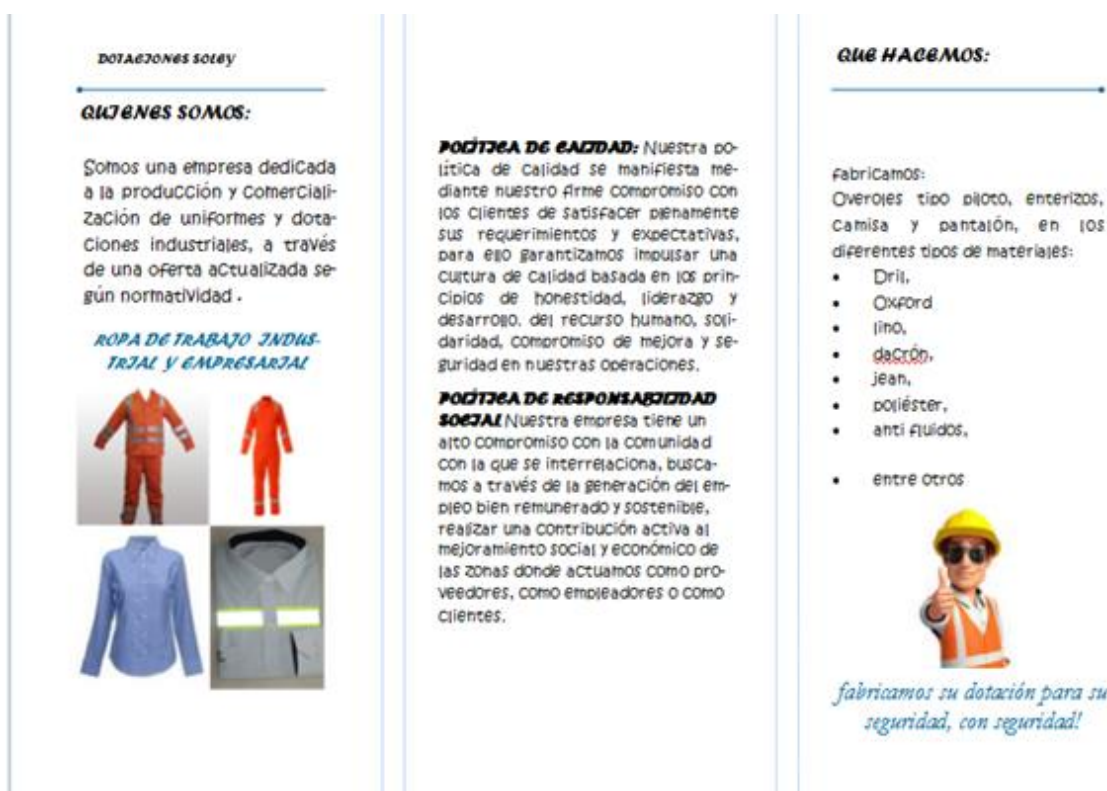 DOTACIONES SOLEY
QUIENES SOMOS:
Somos una empresa dedicada
a la producción y comerciali-
zación de uniformes y dota-
ciones industriales, a través
de una oferta actualizada se-
gún normatividad .
ROPA DE TRABAJO INDUS-
TRIAL Y EMPRESARIAL
POLÍTICA DE CALIDAD: Nuestra po-
lítica de calidad se manifiesta me-
diante nuestro firme compromiso con
los clientes de satisfacer plenamente
sus requerimientos y expectativas,
para ello garantizamos impulsar una
cultura de calidad basada en los prin-
cipios de honestidad, liderazgo y
desarrollo, del recurso humano, soli-
daridad, compromiso de mejora y se-
guridad en nuestras operaciones.
POLÍTICA DE RESPONSABILIDAD
SOCIAL Nuestra empresa tiene un
alto compromiso con la comunidad
con la que se interrelaciona, busca-
mos a través de la generación del em-
pleo bien remunerado y sostenible,
realizar una contribución activa al
mejoramiento social y económico de
las zonas donde actuamos como pro-
veedores, como empleadores o como
clientes.
QUE HACEMOS:
fabricamos:
Overoles tipo piloto, enterizos,
camisa y pantalón, en los
diferentes tipos de materiales:
• Dril,
• Oxford
• lino,
• dacrón,
• jean,
• poliéster,
• anti fluidos,
• entre otros
fabricamos su dotación para su
seguridad, con seguridad!